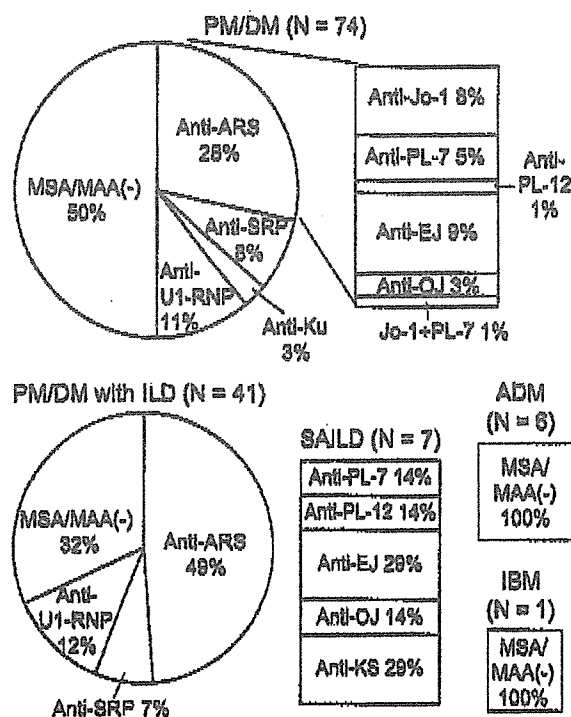 PM/DM (N = 74)
Anti-ARS
28%
MSA/MAA(-)
50%
Anti-SRP
8%
Anti-
U1-RNP
11%
Anti-Ku
3%
Anti-Jo-1 8%
Anti-PL-7 5%
Anti-
PL-12
1%
Anti-EJ 9%
Anti-OJ 3%
Jo-1+PL-7 1%
PM/DM with ILD (N = 41)
MSA/MAA(-)
32%
Anti-ARS
49%
Anti-
U1-RNP
12%
Anti-SRP 7%
SAILD (N = 7)
Anti-PL-7 14%
Anti-PL-12 14%
Anti-EJ 29%
Anti-OJ 14%
Anti-KS 29%
ADM
(N = 6)
MSA/
MAA(-)
100%
IBM
(N = 1)
MSA/
MAA(-)
100%